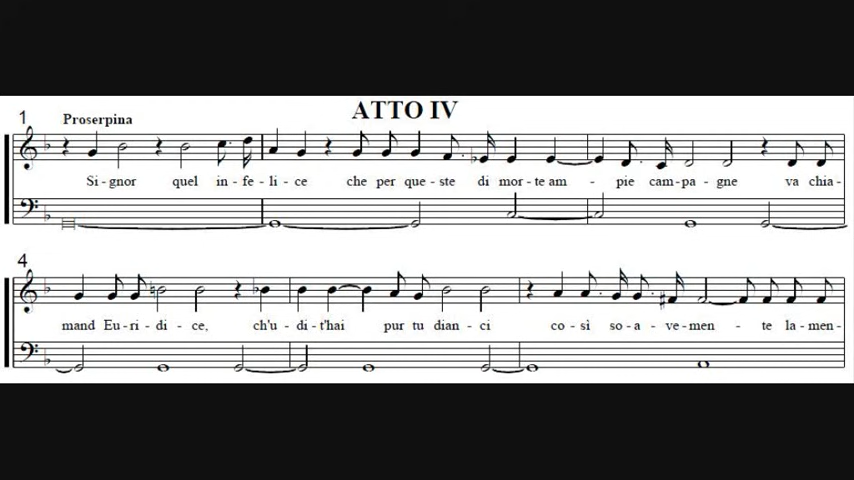 ATTO IV
1
Proserpina
Si - gnor quel in - fe - li - ce che per que - ste di mor - te am - pie cam - pa - gne va chia -
4
mand Eu - ri - di - ce, ch'u - di - t'hai pur tu dian - ci co - sì so - a - ve - men - te la - men -